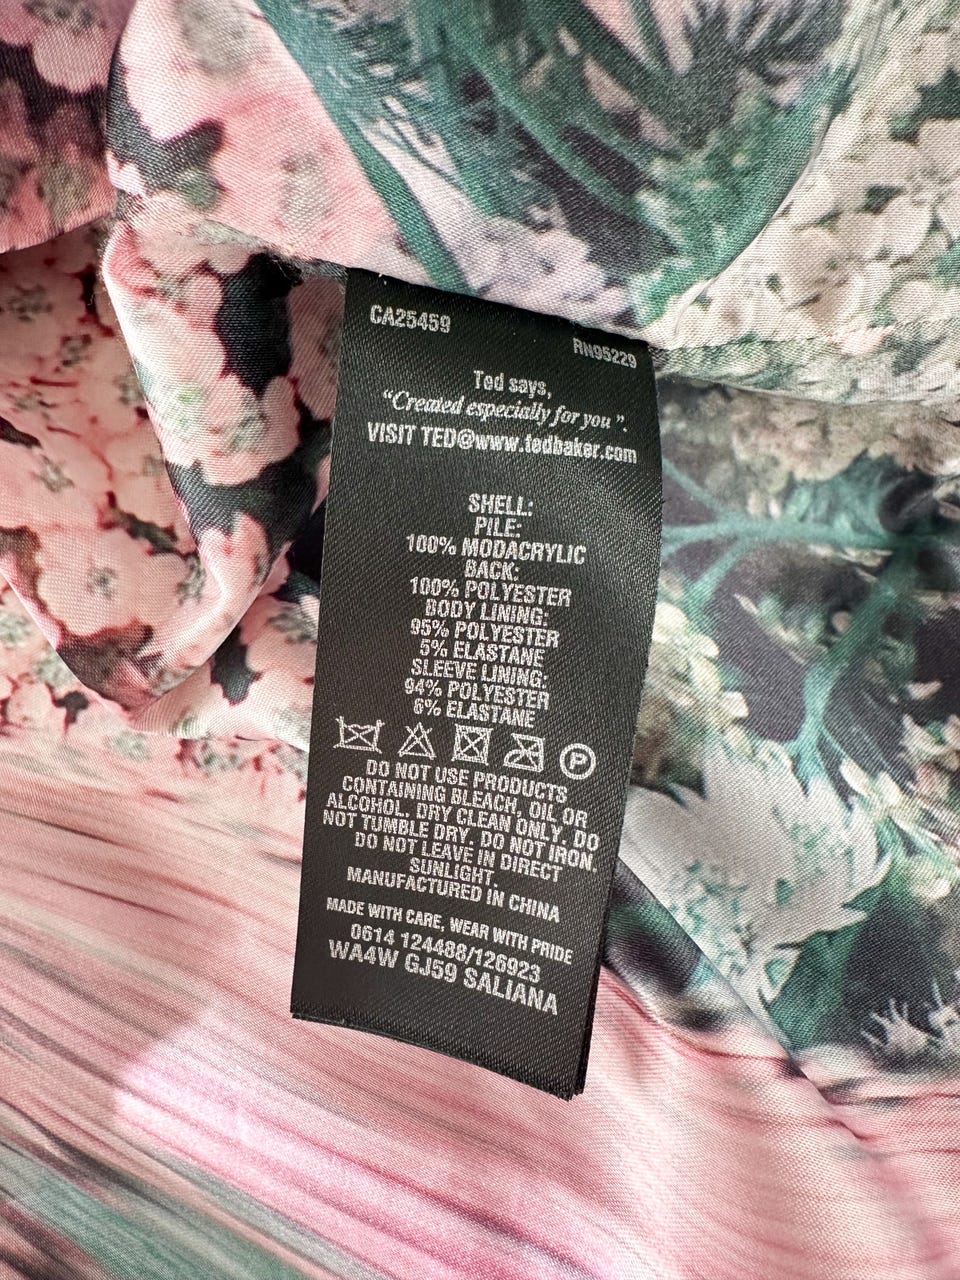 CA25459
RN95229
Ted says,
“Created especially for you”.
VISIT TED@www.tedbaker.com
SHELL:
PILE:
100% MODACRYLIC
BACK:
100% POLYESTER
BODY LINING:
95% POLYESTER
5% ELASTANE
SLEEVE LINING:
94% POLYESTER
6% ELASTANE
P
DO NOT USE PRODUCTS
CONTAINING BLEACH, OIL OR
ALCOHOL. DRY CLEAN ONLY. DO
NOT TUMBLE DRY. DO NOT IRON.
DO NOT LEAVE IN DIRECT
SUNLIGHT.
MANUFACTURED IN CHINA
MADE WITH CARE, WEAR WITH PRIDE
0614 124488/126923
WA4W GJ59 SALIANA